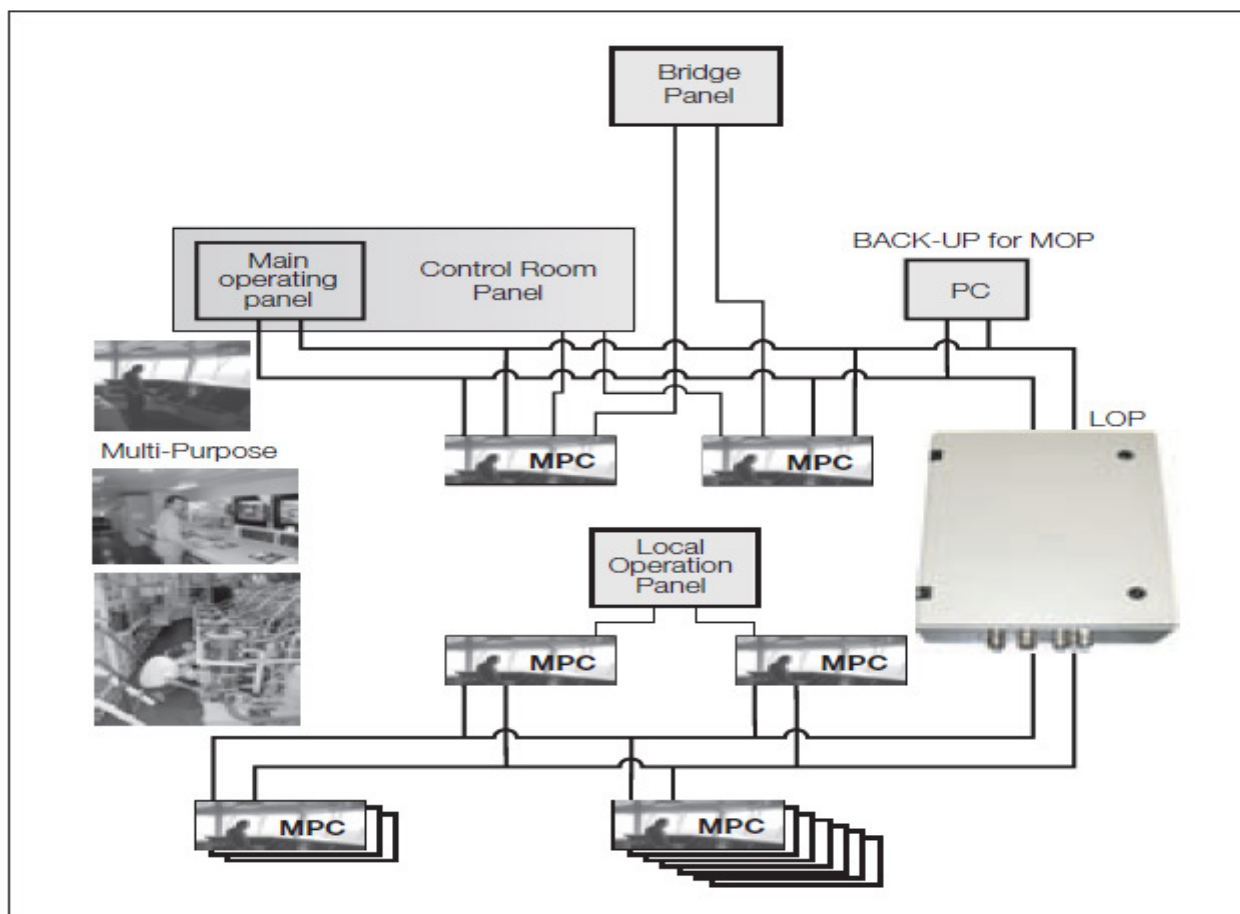 Bridge
Panel
BACK-UP for MOP
Main
operating
panel
Control Room
Panel
PC
LOP
Multi-Purpose
MPC
MPC
Local
Operation
Panel
MPC
MPC
MPC
MPC